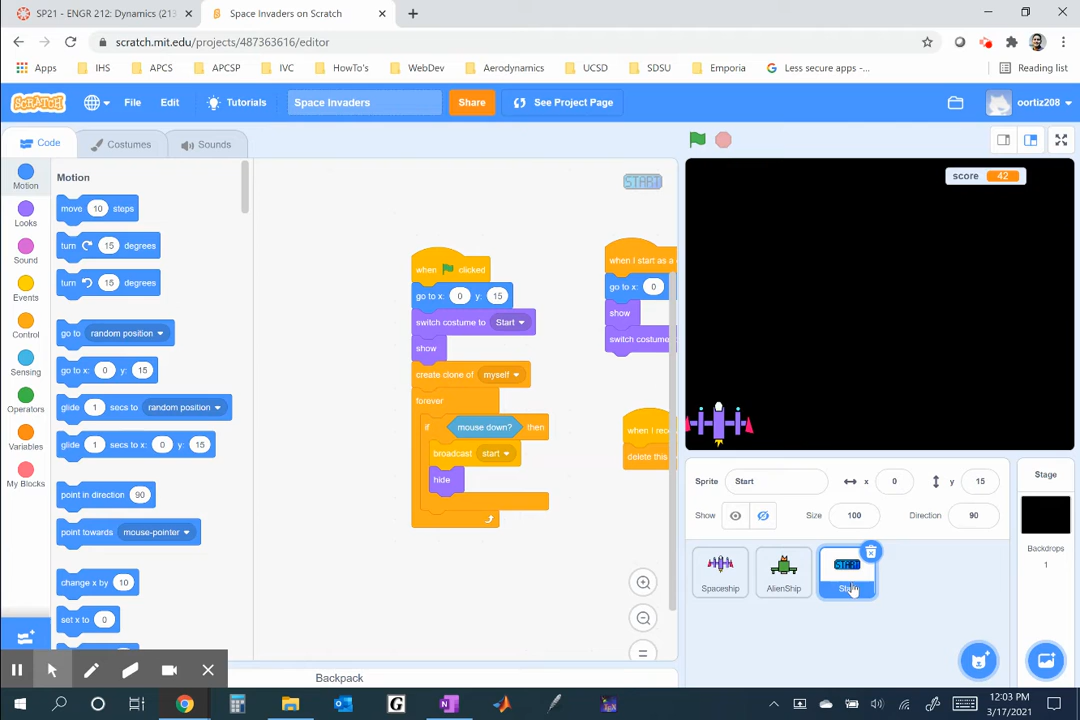 SP21 - ENGR 212: Dynamics (213
Space Invaders on Scratch
scratch.mit.edu/projects/487363616/editor
Apps
IHS
APCS
APCSP
IVC
HowTo's
WebDev
Aerodynamics
UCSD
SDSU
Emporia
Less secure apps -...
Reading list
SCRATCH
File
Edit
Tutorials
Space Invaders
Share
See Project Page
oortiz208
Code
Costumes
Sounds
Motion
Looks
Sound
Events
Control
Sensing
Operators
Variables
My Blocks
Motion
move 10 steps
turn 15 degrees
turn 15 degrees
go to random position
go to x: 0 y: 15
glide 1 secs to random position
glide 1 secs to x: 0 y: 15
point in direction 90
point towards mouse-pointer
change x by 10
set x to 0
START
when clicked
go to x: 0 y: 15
switch costume to Start
show
create clone of myself
forever
if mouse down? then
broadcast start
hide
when I start as a
go to x: 0
show
switch costume
when I rece
delete this
score 42
Sprite Start x 0 y 15
Show Size 100 Direction 90
Spaceship
AlienShip
START
Stage
Backdrops
1
Backpack
12:03 PM
3/17/2021